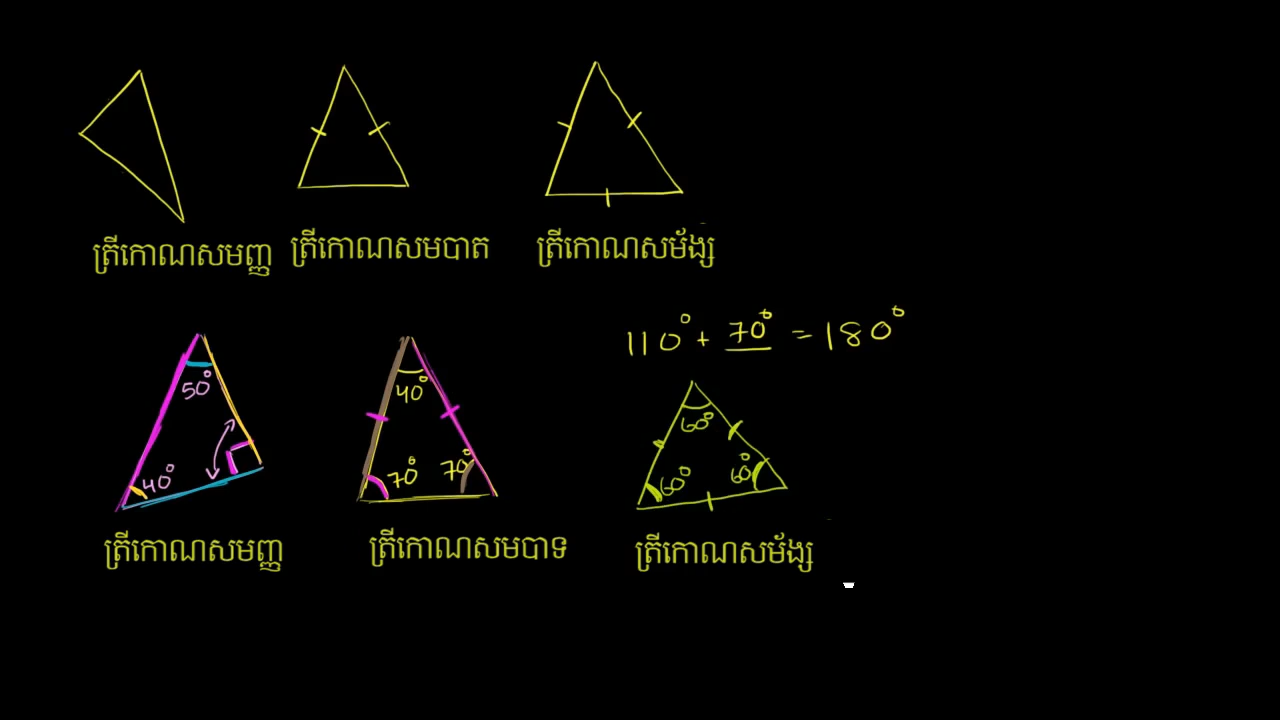 ត្រីកោណសមញ្ញ ត្រីកោណសមបាត ត្រីកោណសម័ង្ស
110° + 70° = 180°
50° 40° 60°
40° 70° 70° 60° 60°
ត្រីកោណសមញ្ញ ត្រីកោណសមបាទ ត្រីកោណសម័ង្ស